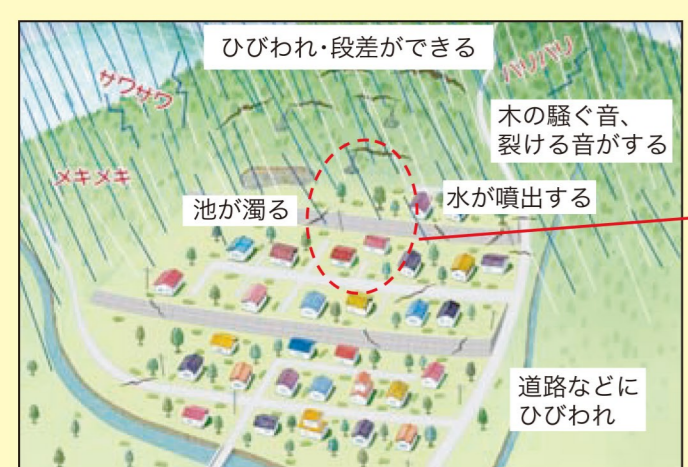 ひびわれ・段差ができる
サワサワ
バリバリ
木の騒ぐ音、
裂ける音がする
メキメキ
池が濁る
水が噴出する
道路などに
ひびわれ